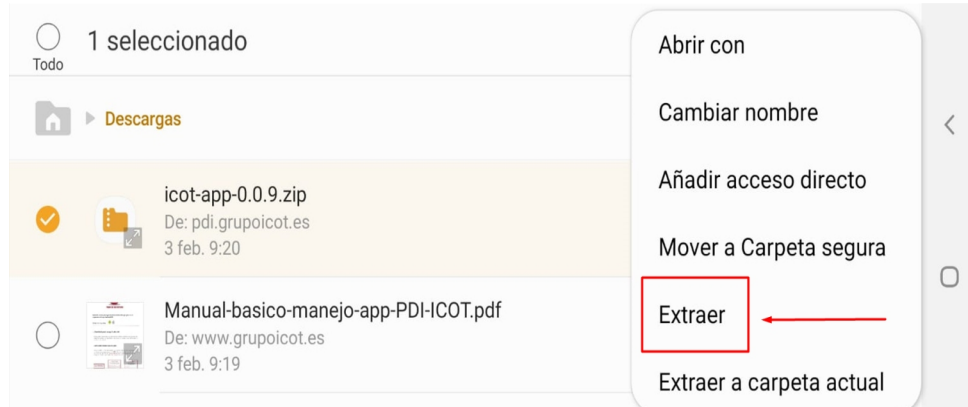 1 seleccionado
Todo
Descargas
icot-app-0.0.9.zip
De: pdi.grupoicot.es
3 feb. 9:20
Manual-basico-manejo-app-PDI-ICOT.pdf
De: www.grupoicot.es
3 feb. 9:19
Abrir con
Cambiar nombre
Añadir acceso directo
Mover a Carpeta segura
Extraer
Extraer a carpeta actual